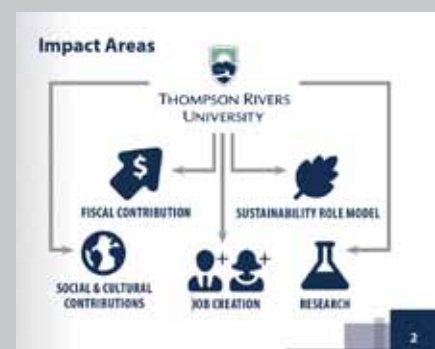 Impact Areas
THOMPSON RIVERS
UNIVERSITY
$
FISCAL CONTRIBUTION
SUSTAINABILITY ROLE MODEL
SOCIAL & CULTURAL
CONTRIBUTIONS
JOB CREATION
RESEARCH
2